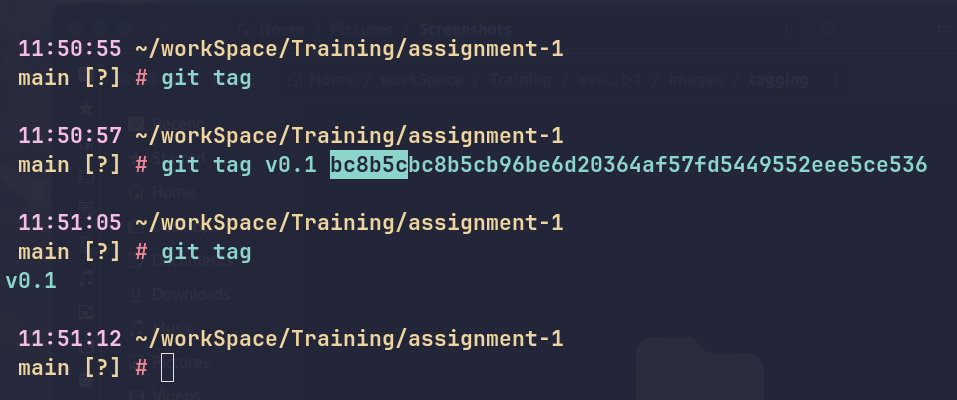 Home / Pictures / Screenshots
11:50:55 ~/workSpace/Training/assignment-1
main [?] # git tag
Home / workSpace / Training / ass...t-1 / Images / tagging
11:50:57 ~/workSpace/Training/assignment-1
main [?] # git tag v0.1 bc8b5cbc8b5cb96be6d20364af57fd5449552eee5ce536
Home
11:51:05 ~/workSpace/Training/assignment-1
main [?] # git tag
v0.1
Downloads
11:51:12 ~/workSpace/Training/assignment-1
main [?] #
Pictures
Videos